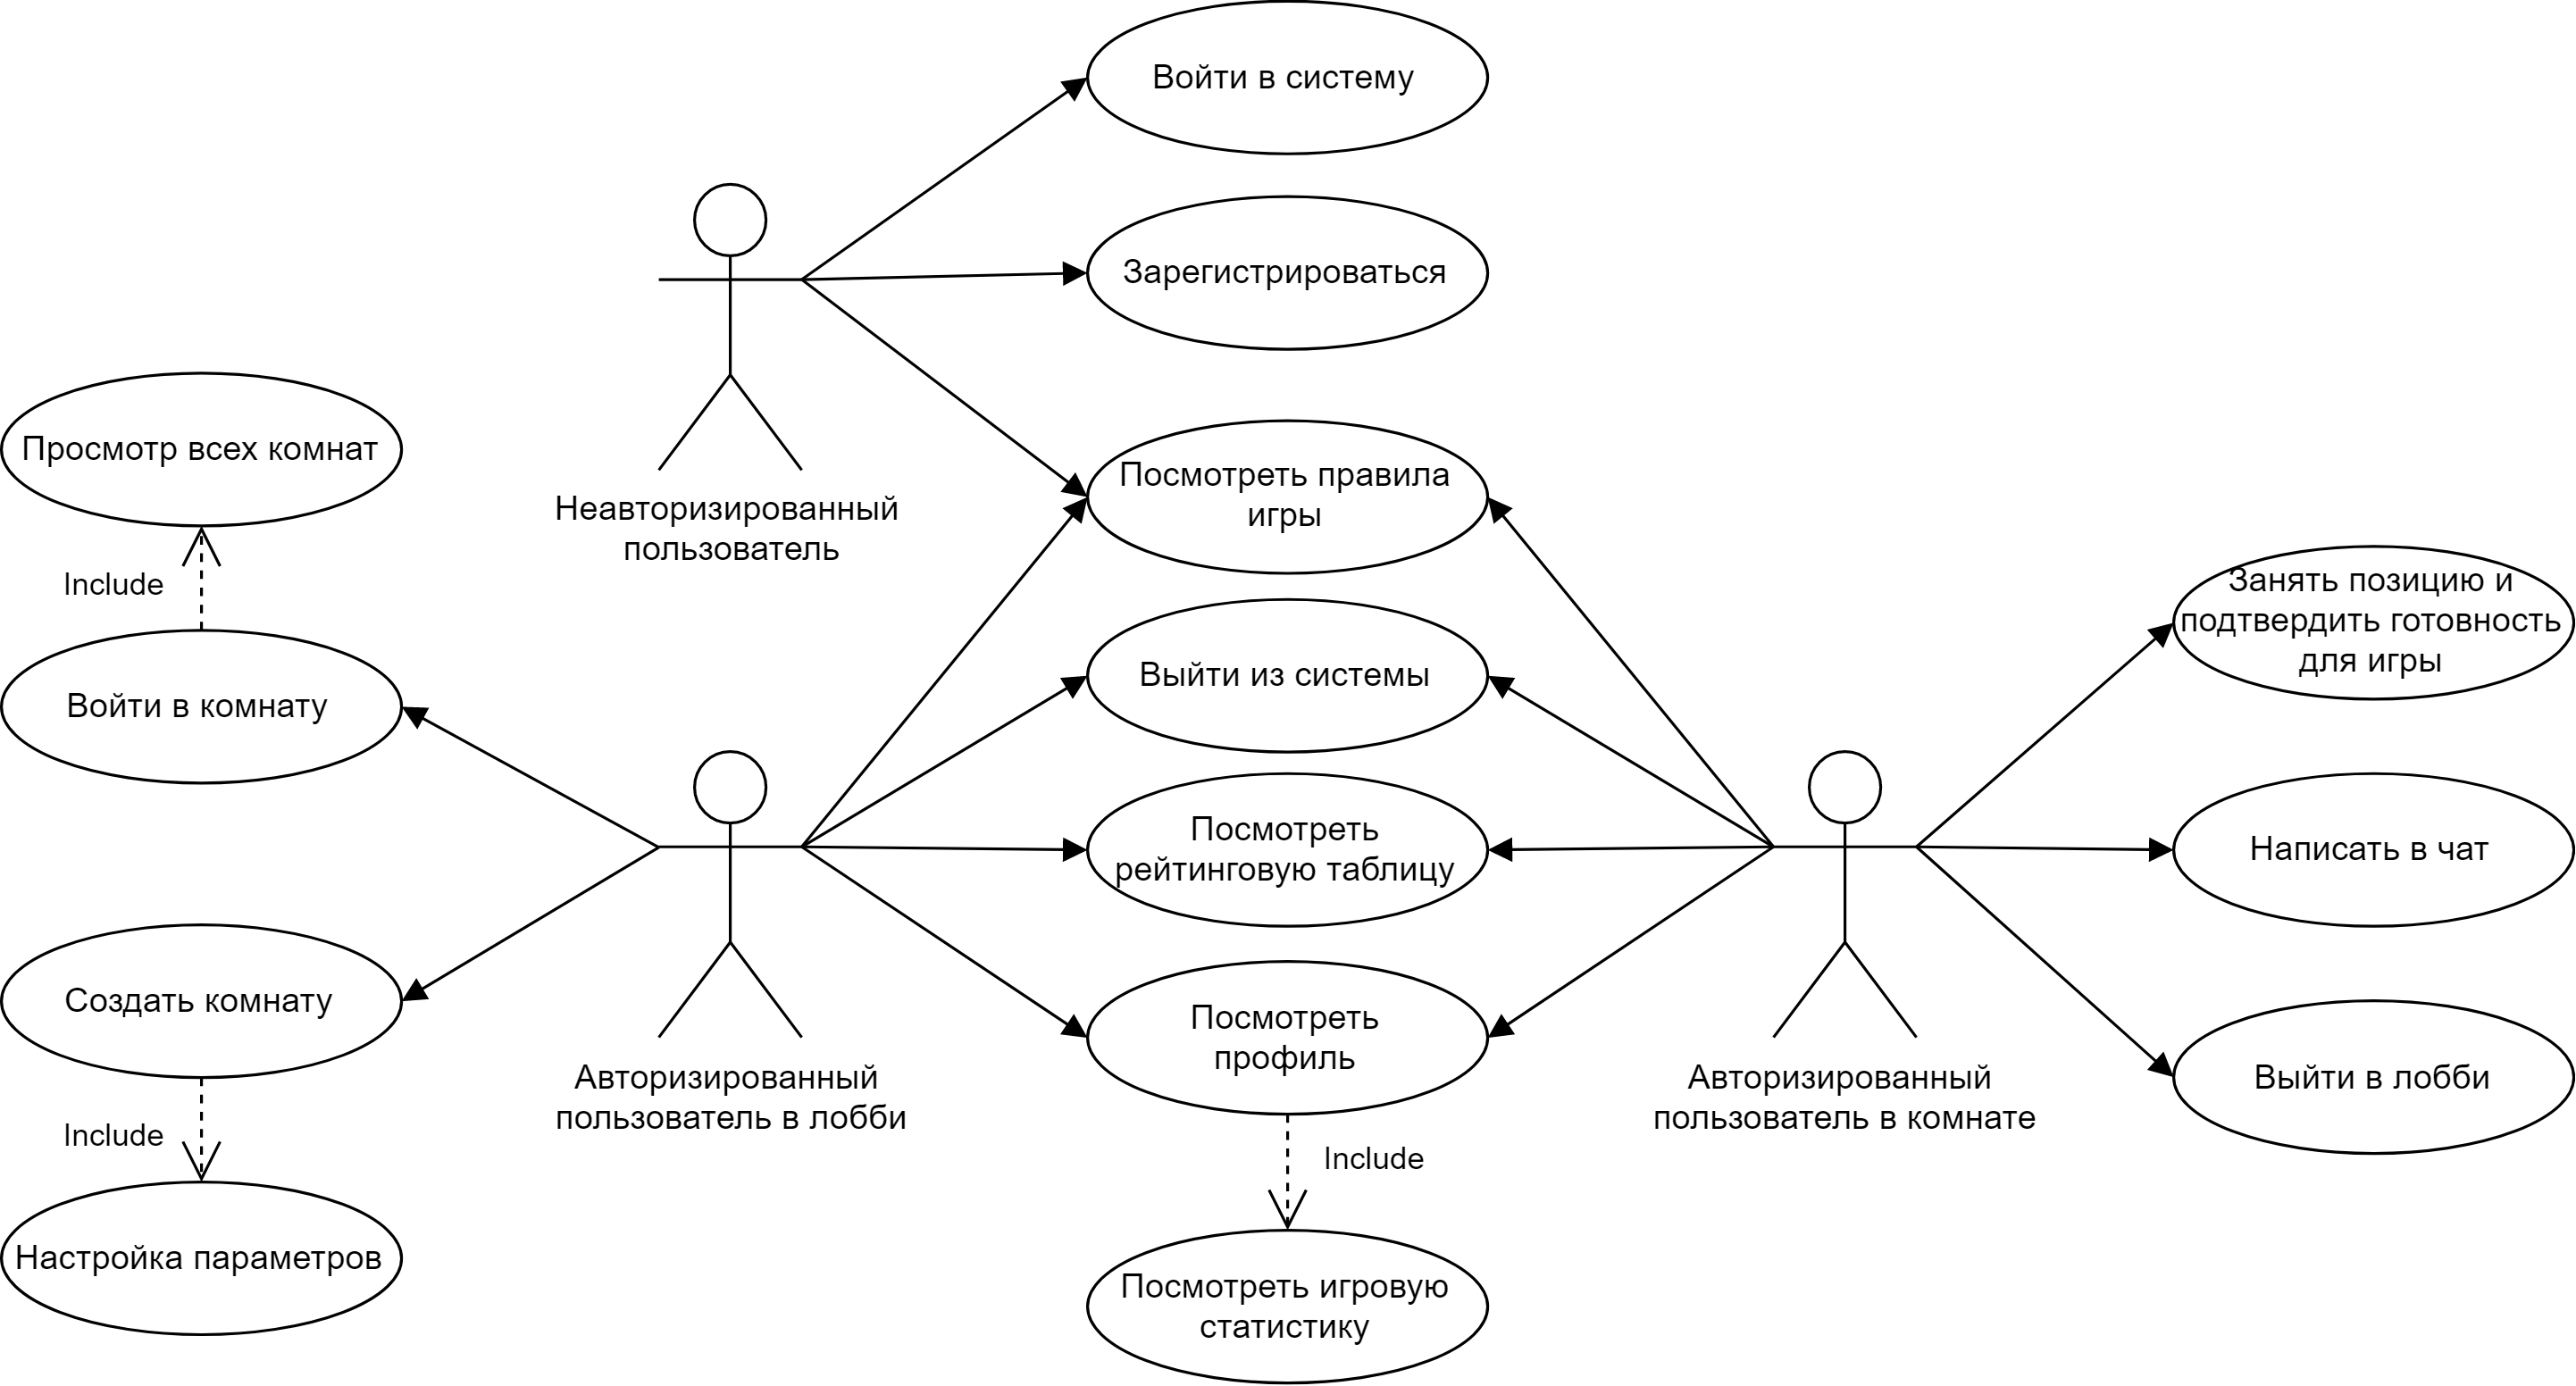 Войти в систему
Зарегистрироваться
Просмотр всех комнат
Неавторизированный
пользователь
Посмотреть правила
игры
Include
Занять позицию и
подтвердить готовность
для игры
Войти в комнату
Выйти из системы
Посмотреть
рейтинговую таблицу
Написать в чат
Создать комнату
Посмотреть
профиль
Авторизированный
пользователь в лобби
Авторизированный
пользователь в комнате
Выйти в лобби
Include
Include
Настройка параметров
Посмотреть игровую
статистику